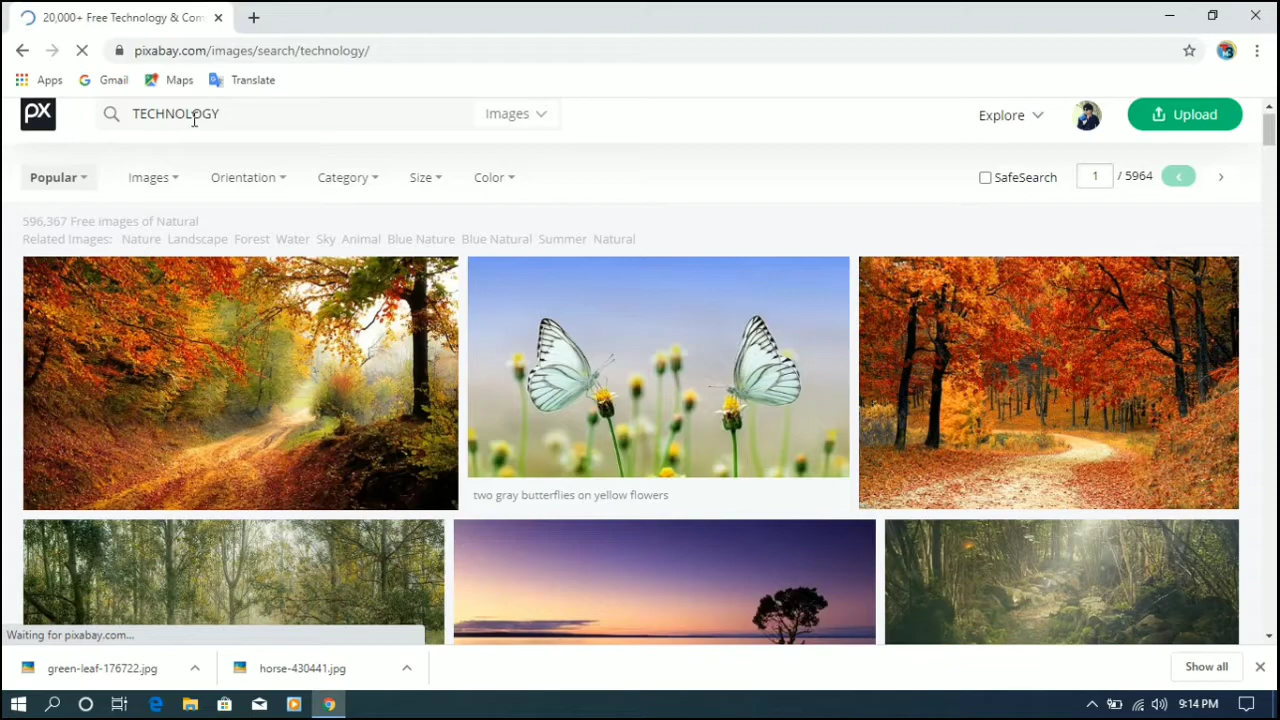 20,000+ Free Technology & Com
pixabay.com/images/search/technology/
Apps Gmail Maps Translate
px TECHNOLOGY Images Explore Upload
Popular Images Orientation Category Size Color SafeSearch 1 / 5964
596,367 Free images of Natural
Related Images: Nature Landscape Forest Water Sky Animal Blue Nature Blue Natural Summer Natural
two gray butterflies on yellow flowers
Waiting for pixabay.com...
green-leaf-176722.jpg horse-430441.jpg Show all
9:14 PM